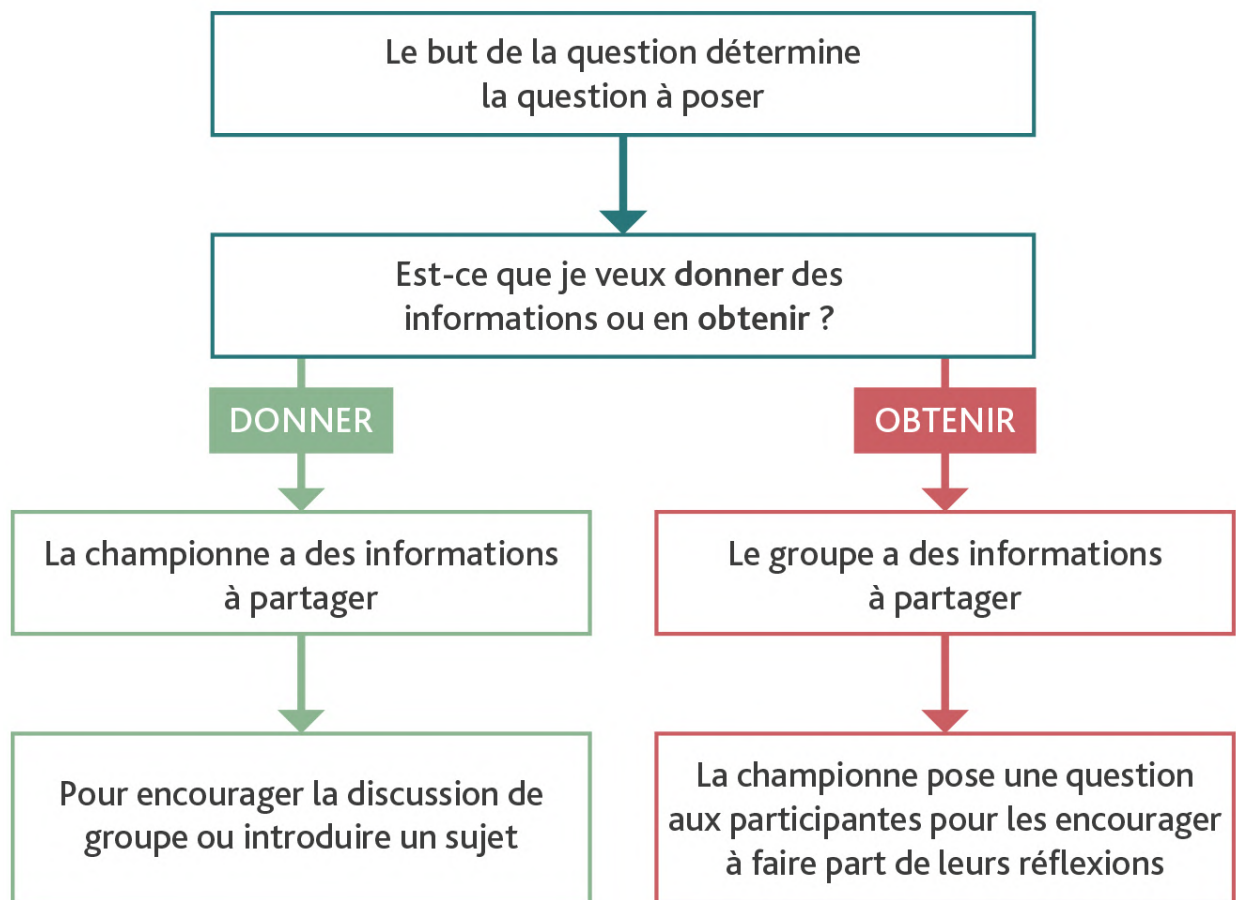 Le but de la question détermine
la question à poser
Est-ce que je veux donner des
informations ou en obtenir ?
DONNER
OBTENIR
La championne a des informations
à partager
Le groupe a des informations
à partager
Pour encourager la discussion de
groupe ou introduire un sujet
La championne pose une question
aux participantes pour les encourager
à faire part de leurs réflexions